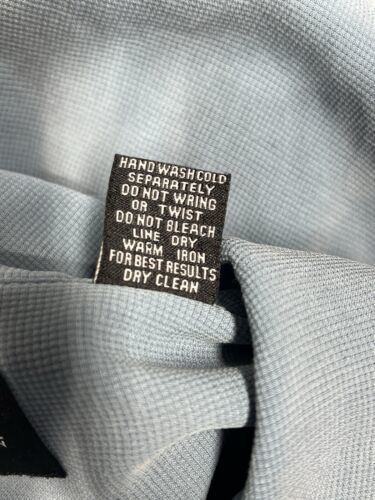 HAND WASH COLD
SEPARATELY
DO NOT WRING
OR TWIST
DO NOT BLEACH
LINE DRY
WARM IRON
FOR BEST RESULTS
DRY CLEAN